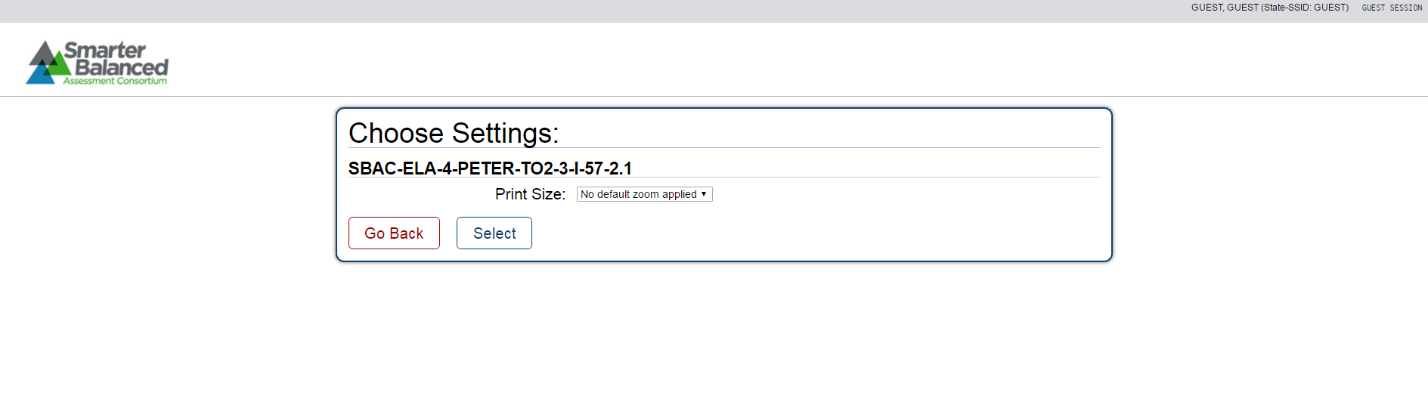 GUEST, GUEST (State-SSID: GUEST) GUEST SESSION
Smarter
Balanced
Assessment Consortium
Choose Settings:
SBAC-ELA-4-PETER-TO2-3-I-57-2.1
Print Size: No default zoom applied
Go Back Select